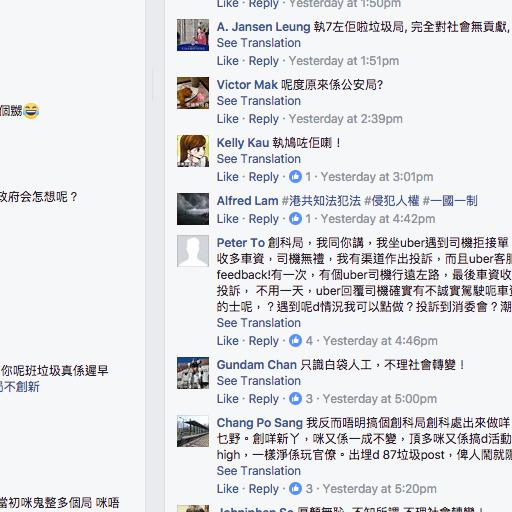 Like · Reply · Yesterday at 1:50pm
A. Jansen Leung 執7左佢啦垃圾局, 完全對社會無貢獻,
See Translation
Like · Reply · Yesterday at 1:51pm
Victor Mak 呢度原來係公安局?
See Translation
Like · Reply · Yesterday at 2:39pm
個嬲😅
Kelly Kau 執鳩咗佢喇！
See Translation
Like · Reply · 1 · Yesterday at 3:01pm
政府会怎想呢？
Alfred Lam #港共知法犯法 #侵犯人權 #一國一制
Like · Reply · 1 · Yesterday at 4:42pm
Peter To 創科局，我同你講，我坐uber遇到司機拒接單
收多車資，司機無禮，我有渠道作出投訴，而且uber客服
feedback!有一次，有個uber司機行遠左路，最後車資收
投訴， 不用一天，uber回覆司機確實有不誠實駕駛呃車資
的士呢，？遇到呢d情況我可以點做？投訴到消委會？潮
See Translation
Like · Reply · 4 · Yesterday at 4:46pm
你呢班垃圾真係遲早
局不創新
Gundam Chan 只識白袋人工，不理社會轉變！
See Translation
Like · Reply · 3 · Yesterday at 5:00pm
Chang Po Sang 我反而唔明搞個創科局創科處出來做咩
乜野。創咩新丫，咪又係一成不變，頂多咪又係搞d活動
high，一樣淨係玩官僚。出埋d 87垃圾post，俾人鬧就隱
See Translation
Like · Reply · 3 · Yesterday at 5:20pm
當初咪鬼整多個局 咪唔